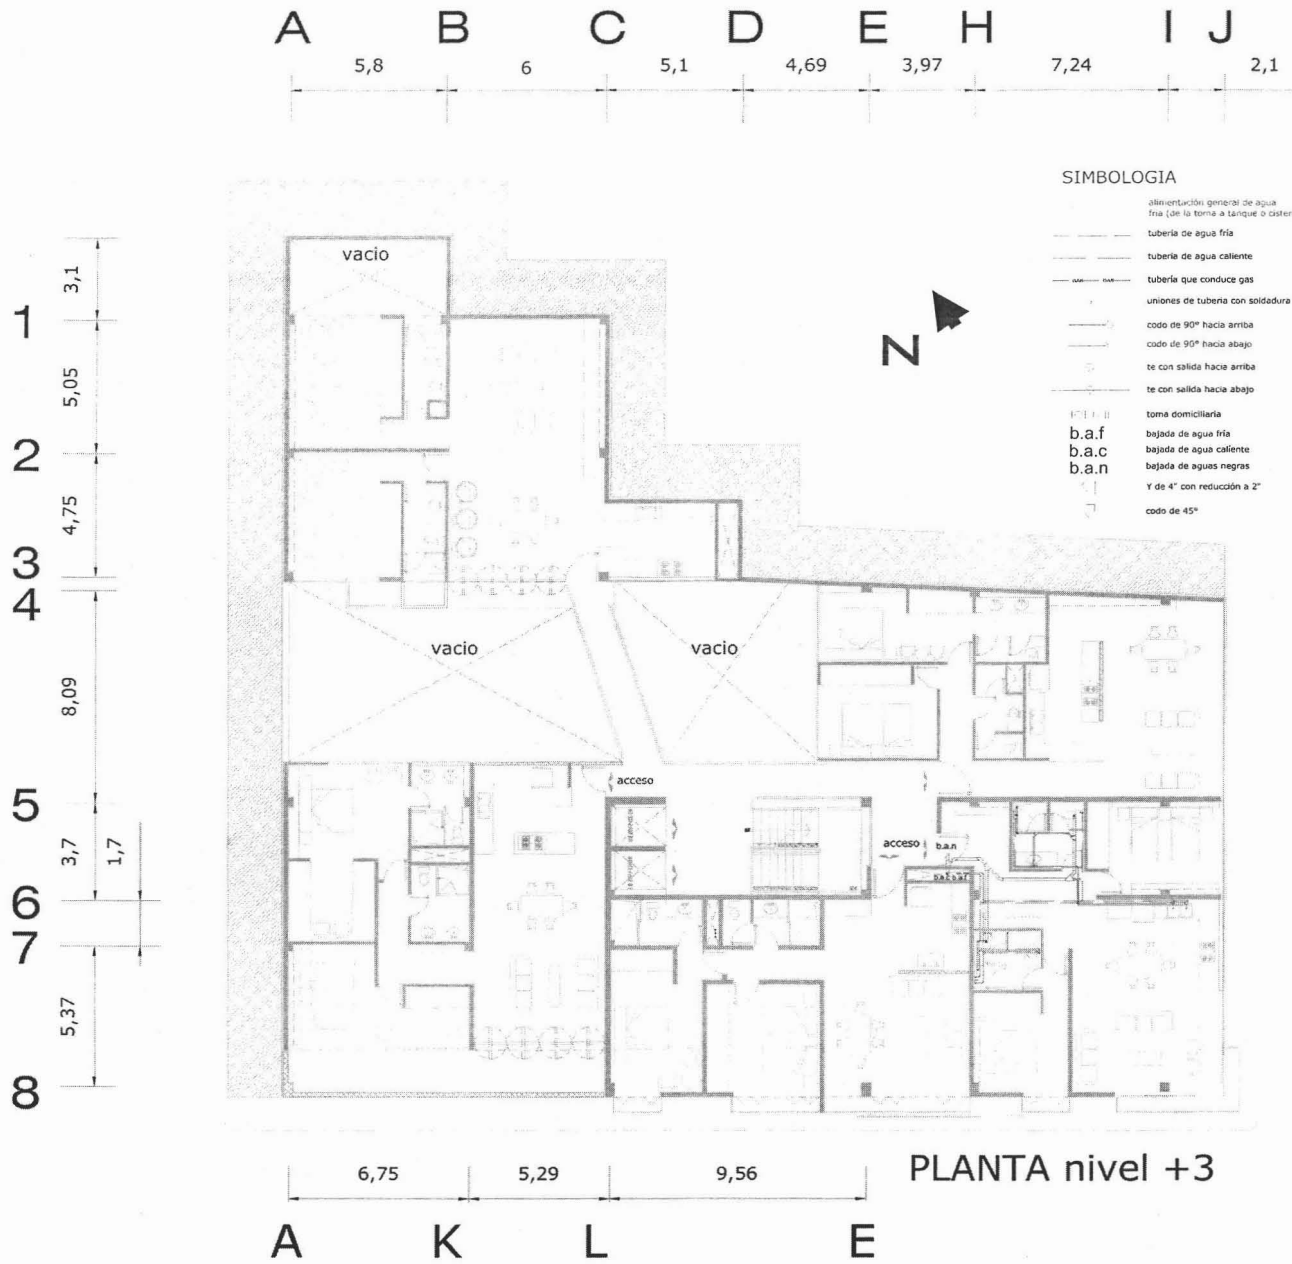 A B C D E H I J
5,8 6 5,1 4,69 3,97 7,24 2,1
SIMBOLOGIA
alimentación general de agua
fria (de la toma a tanque o cister
tubería de agua fría
tubería de agua caliente
tubería que conduce gas
uniones de tubería con soldadura
codo de 90° hacia arriba
codo de 90° hacia abajo
te con salida hacia arriba
te con salida hacia abajo
toma domiciliaria
b.a.f bajada de agua fría
b.a.c bajada de agua caliente
b.a.n bajada de aguas negras
Y de 4" con reducción a 2"
codo de 45°
N
vacio
3,1
1
5,05
2
4,75
3
4
vacio
vacio
8,09
acceso
5
3,7
1,7
acceso
b.a.n
6
7
5,37
8
PLANTA nivel +3
6,75 5,29 9,56
A K L E